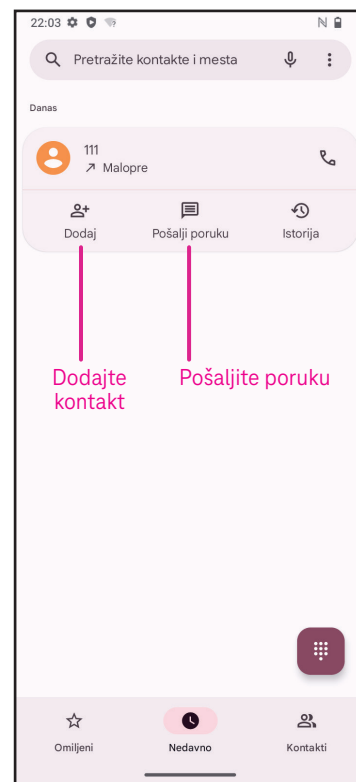 22:03
Pretražite kontakte i mesta
Danas
111
Malopre
Dodaj Pošalji poruku Istorija
Dodajte Pošaljite poruku
kontakt
Omiljeni Nedavno Kontakti